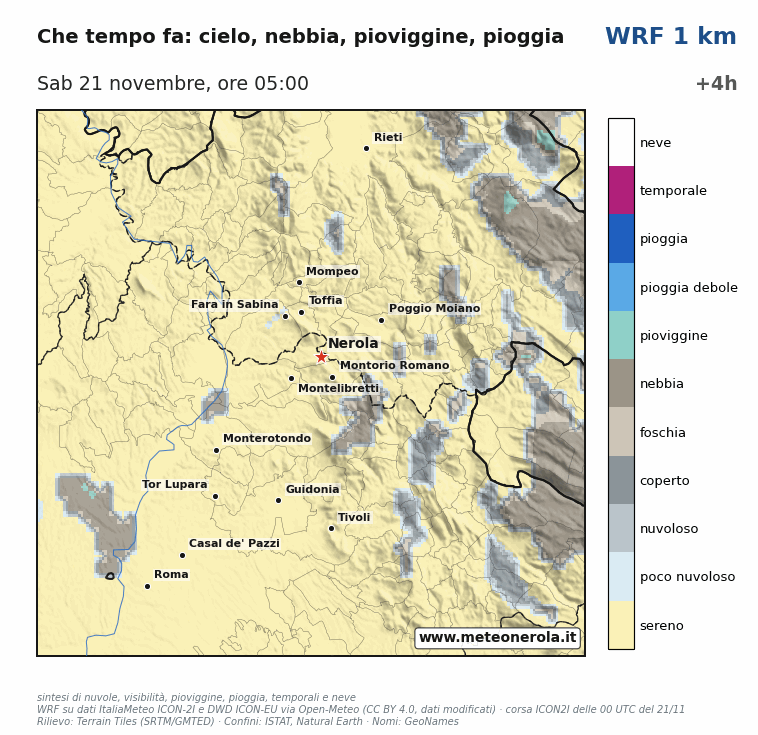 Che tempo fa: cielo, nebbia, pioviggine, pioggia
WRF 1 km
Sab 21 novembre, ore 05:00
+4h
Rieti
Mompeo
Fara in Sabina
Toffia
Poggio Moiano
Nerola
Montorio Romano
Montelibretti
Monterotondo
Tor Lupara
Guidonia
Tivoli
Casal de' Pazzi
Roma
www.meteonerola.it
neve
temporale
pioggia
pioggia debole
pioviggine
nebbia
foschia
coperto
nuvoloso
poco nuvoloso
sereno
sintesi di nuvole, visibilità, pioviggine, pioggia, temporali e neve
WRF su dati ItaliaMeteo ICON-2I e DWD ICON-EU via Open-Meteo (CC BY 4.0, dati modificati) · corsa ICON2I delle 00 UTC del 21/11
Rilievo: Terrain Tiles (SRTM/GMTED) · Confini: ISTAT, Natural Earth · Nomi: GeoNames